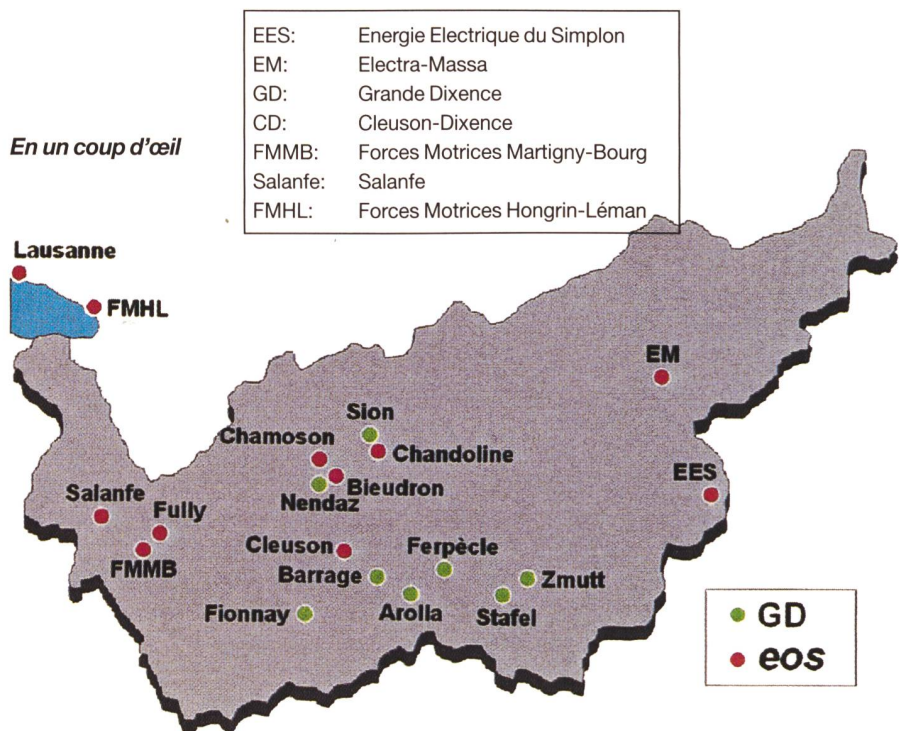 EES: Energie Electrique du Simplon
EM: Electra-Massa
GD: Grande Dixence
CD: Cleuson-Dixence
FMMB: Forces Motrices Martigny-Bourg
Salanfe: Salanfe
FMHL: Forces Motrices Hongrin-Léman
En un coup d'œil
Lausanne
FMHL
EM
Sion
Chamoson
Chandoline
EES
Bieudron
Nendaz
Salanfe
Fully
FMMB
Cleuson
Ferpècle
Barrage
Zmutt
Fionnay
Arolla
Stafel
GD
eos